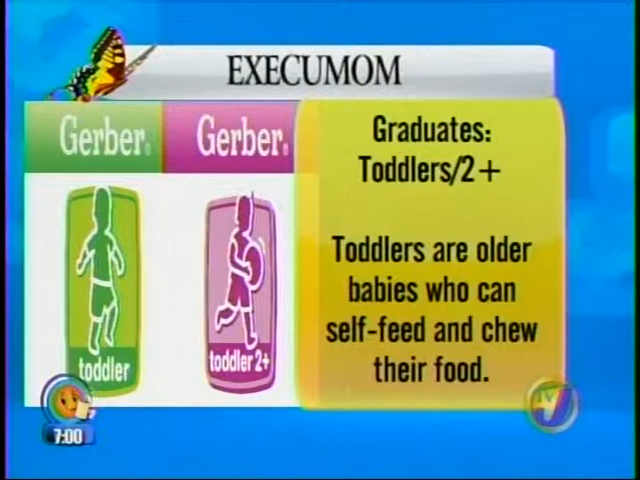 EXECUMOM
Gerber®
Gerber®
Graduates:
Toddlers/2+
Toddlers are older
babies who can
self-feed and chew
their food.
toddler
toddler 2+
TVJ
7:00